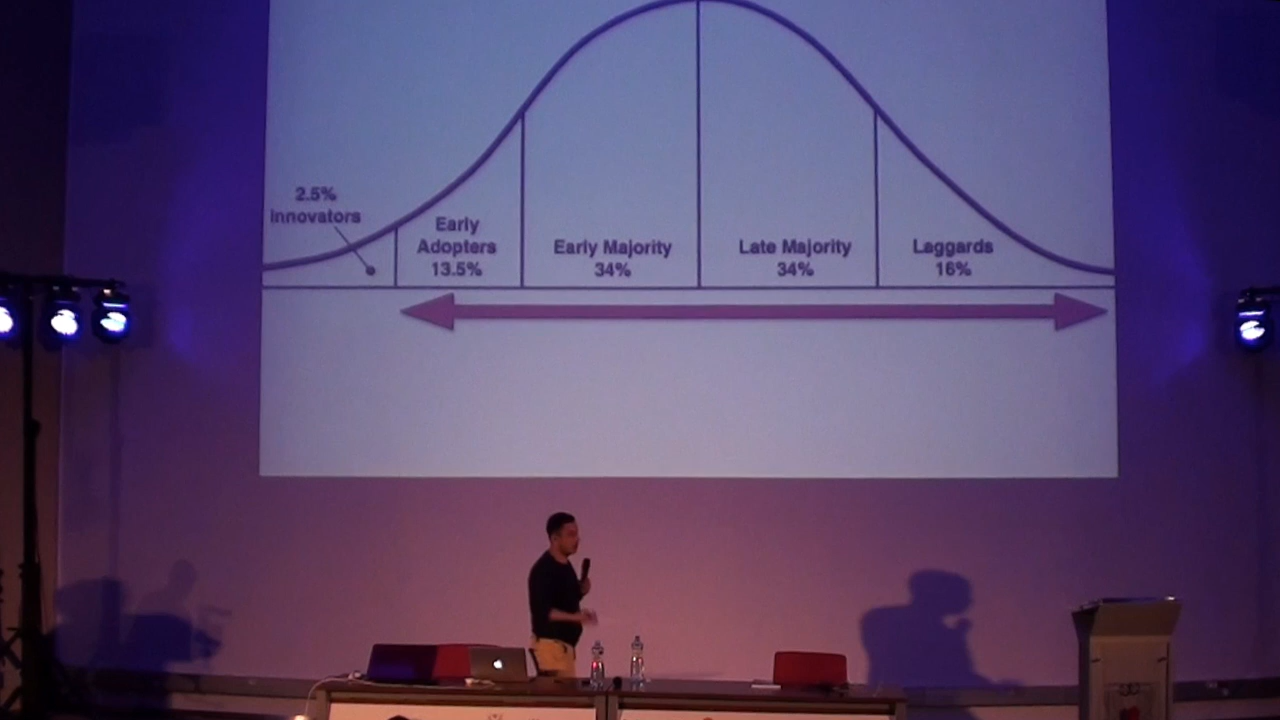 2.5%
innovators
Early
Adopters
13.5%
Early Majority
34%
Late Majority
34%
Laggards
16%